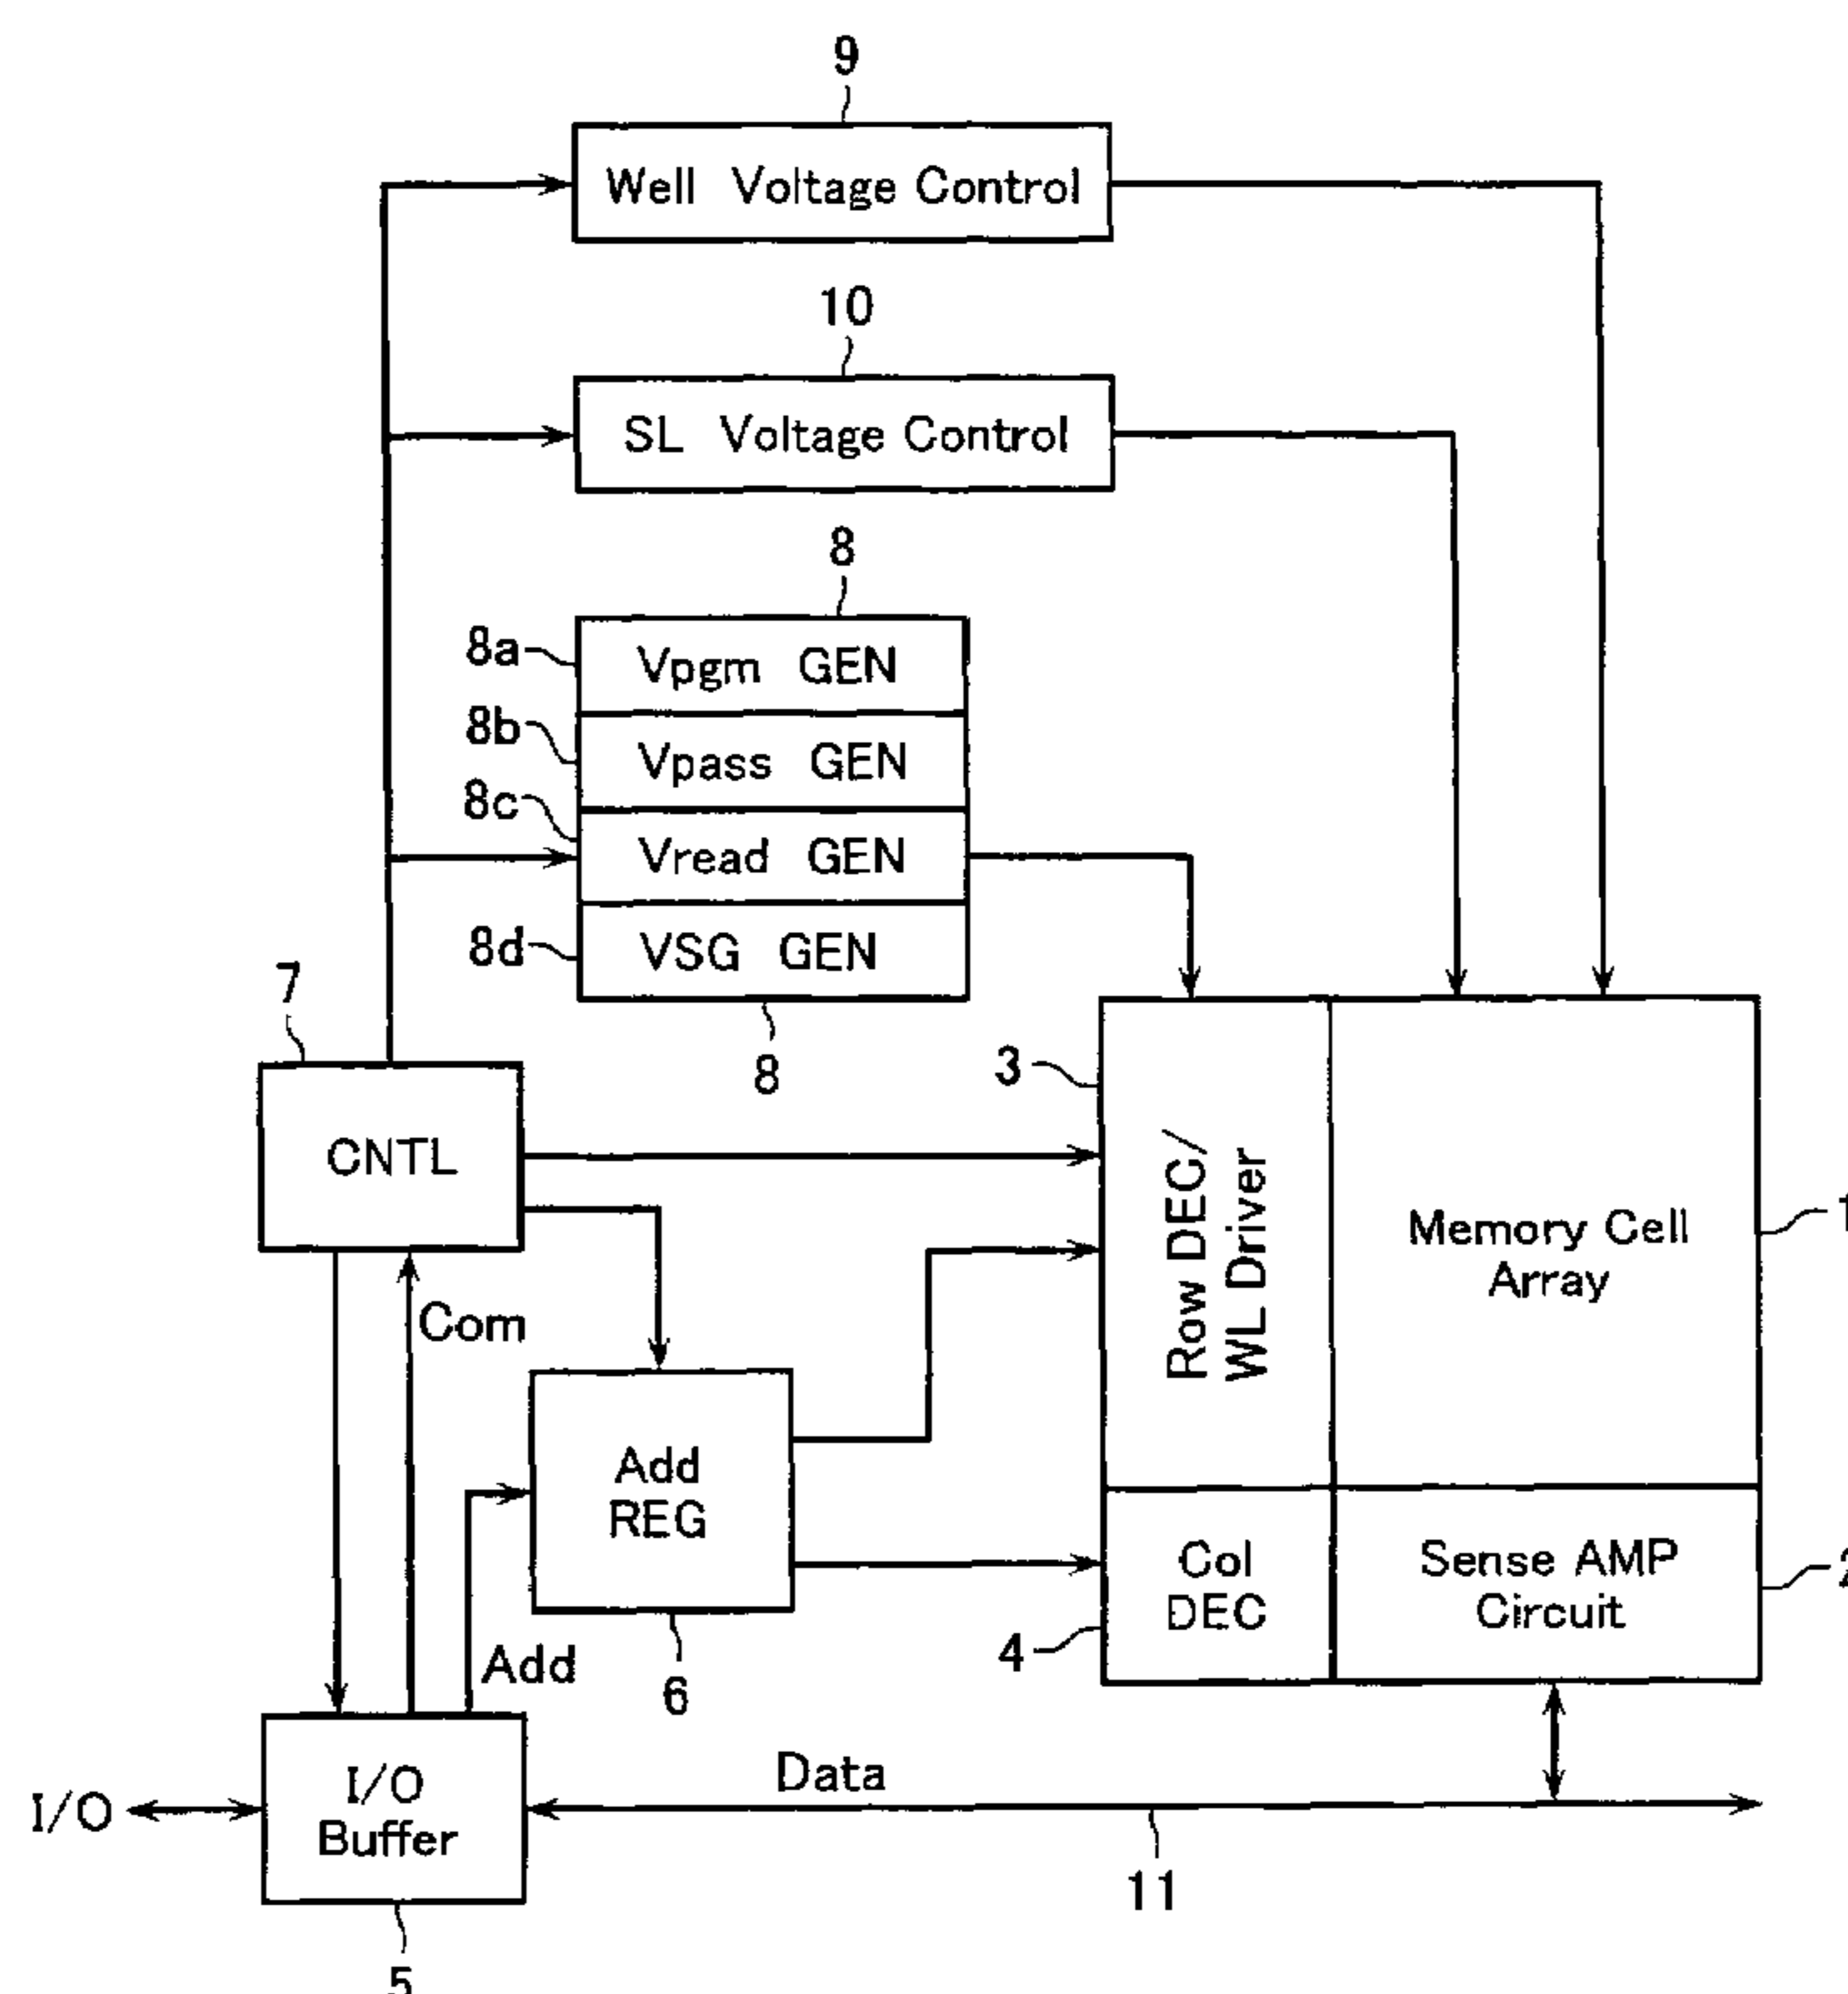 9
Well Voltage Control
10
SL Voltage Control
8
8a
Vpgm GEN
8b
Vpass GEN
8c
Vread GEN
8d
VSG GEN
8
7
CNTL
3
Row DEC/
WL Driver
Memory Cell
Array
1
Com
Add
REG
6
Add
Col
DEC
4
Sense AMP
Circuit
2
I/O
I/O
Buffer
5
Data
11